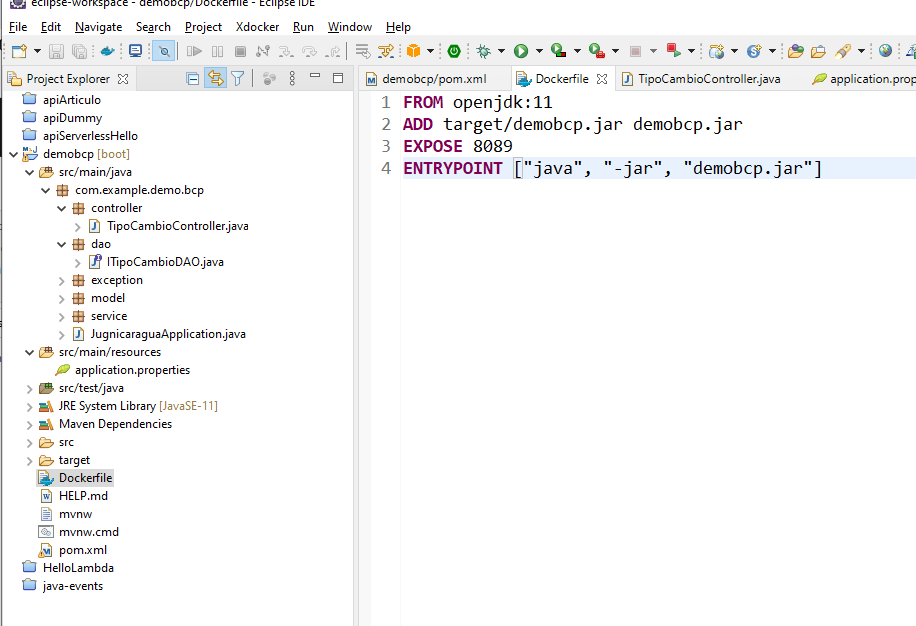 eclipse-workspace - demobcp/Dockerfile - Eclipse IDE
File Edit Navigate Search Project Xdocker Run Window Help
Project Explorer
apiArticulo
apiDummy
apiServerlessHello
demobcp [boot]
src/main/java
com.example.demo.bcp
controller
TipoCambioController.java
dao
ITipoCambioDAO.java
exception
model
service
JugnicaraguaApplication.java
src/main/resources
application.properties
src/test/java
JRE System Library [JavaSE-11]
Maven Dependencies
src
target
Dockerfile
HELP.md
mvnw
mvnw.cmd
pom.xml
HelloLambda
java-events
demobcp/pom.xml Dockerfile TipoCambioController.java application.prop
1 FROM openjdk:11
2 ADD target/demobcp.jar demobcp.jar
3 EXPOSE 8089
4 ENTRYPOINT ["java", "-jar", "demobcp.jar"]